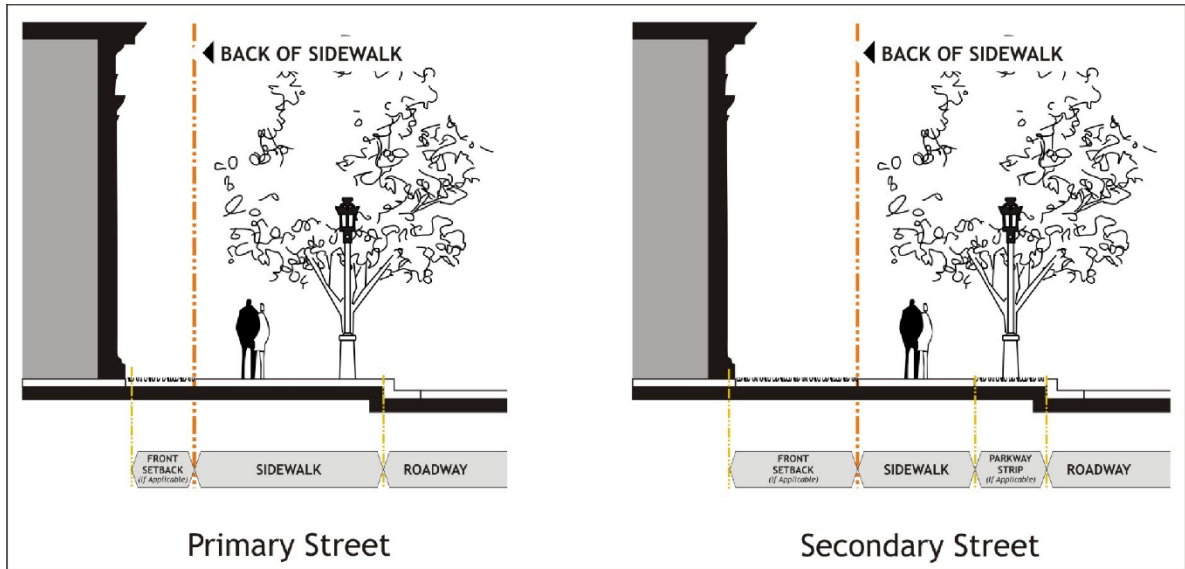 BACK OF SIDEWALK
FRONT
SETBACK
(If Applicable)
SIDEWALK
ROADWAY
Primary Street
BACK OF SIDEWALK
FRONT
SETBACK
(If Applicable)
SIDEWALK
PARKWAY
STRIP
(If Applicable)
ROADWAY
Secondary Street